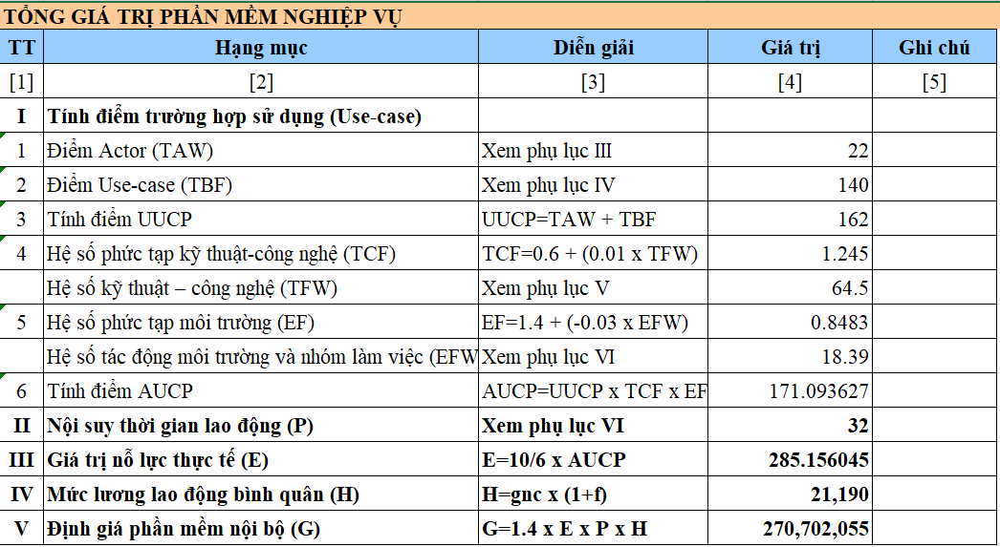 TỔNG GIÁ TRỊ PHẦN MỀM NGHIỆP VỤ
TT Hạng mục Diễn giải Giá trị Ghi chú
[1] [2] [3] [4] [5]
I Tính điểm trường hợp sử dụng (Use-case)
1 Điểm Actor (TAW) Xem phụ lục III 22
2 Điểm Use-case (TBF) Xem phụ lục IV 140
3 Tính điểm UUCP UUCP=TAW + TBF 162
4 Hệ số phức tạp kỹ thuật-công nghệ (TCF) TCF=0.6 + (0.01 x TFW) 1.245
Hệ số kỹ thuật – công nghệ (TFW) Xem phụ lục V 64.5
5 Hệ số phức tạp môi trường (EF) EF=1.4 + (-0.03 x EFW) 0.8483
Hệ số tác động môi trường và nhóm làm việc (EFW Xem phụ lục VI 18.39
6 Tính điểm AUCP AUCP=UUCP x TCF x EF 171.093627
II Nội suy thời gian lao động (P) Xem phụ lục VI 32
III Giá trị nỗ lực thực tế (E) E=10/6 x AUCP 285.156045
IV Mức lương lao động bình quân (H) H=gnc x (1+f) 21,190
V Định giá phần mềm nội bộ (G) G=1.4 x E x P x H 270,702,055